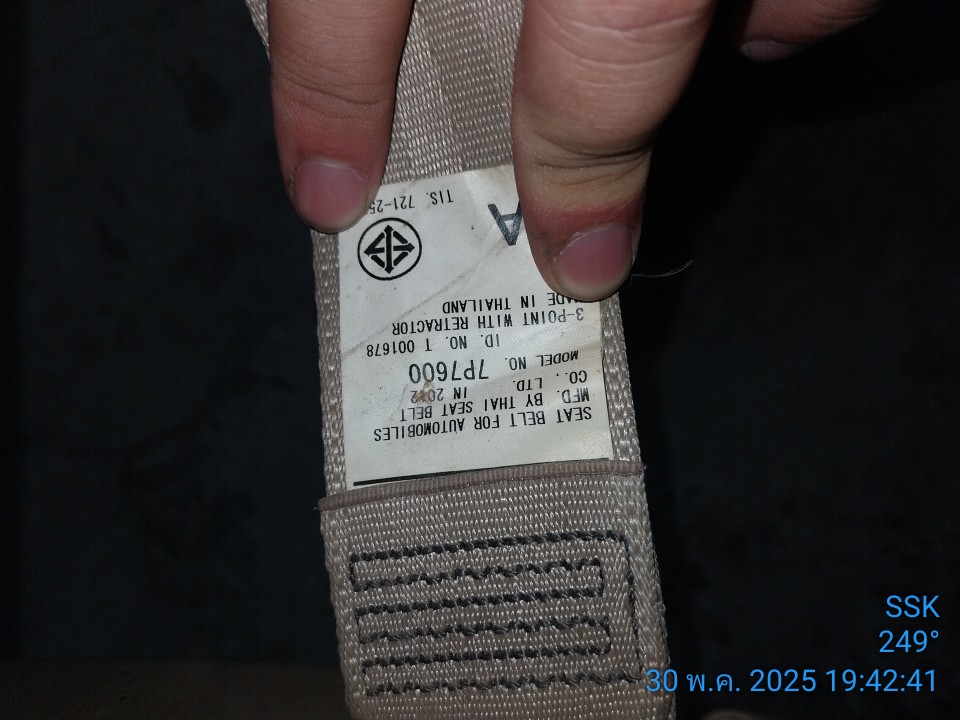 SEAT BELT FOR AUTOMOBILES
MFD. BY THAI SEAT BELT
CO., LTD. IN 2012
MODEL NO. 7P7600
ID. NO. T 001678
3-POINT WITH RETRACTOR
MADE IN THAILAND
A
TIS. 721-25
SSK
249°
30 พ.ค. 2025 19:42:41